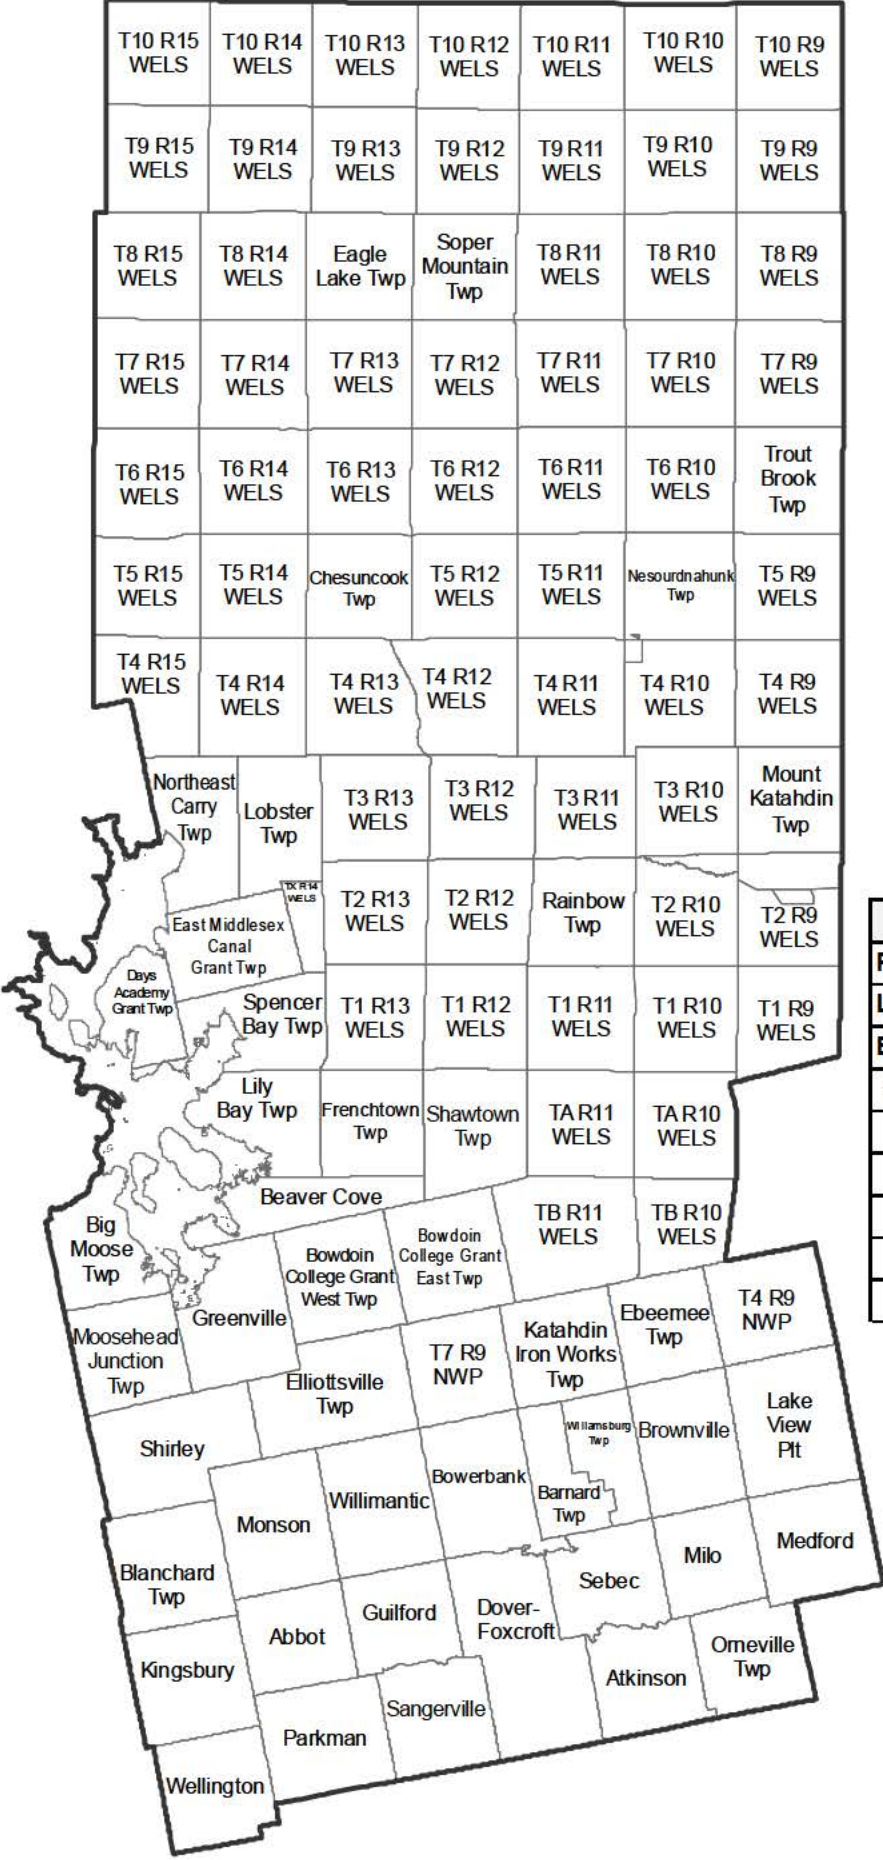 T10 R15
WELS
T10 R14
WELS
T10 R13
WELS
T10 R12
WELS
T10 R11
WELS
T10 R10
WELS
T10 R9
WELS
T9 R15
WELS
T9 R14
WELS
T9 R13
WELS
T9 R12
WELS
T9 R11
WELS
T9 R10
WELS
T9 R9
WELS
T8 R15
WELS
T8 R14
WELS
Eagle
Lake Twp
Soper
Mountain
Twp
T8 R11
WELS
T8 R10
WELS
T8 R9
WELS
T7 R15
WELS
T7 R14
WELS
T7 R13
WELS
T7 R12
WELS
T7 R11
WELS
T7 R10
WELS
T7 R9
WELS
T6 R15
WELS
T6 R14
WELS
T6 R13
WELS
T6 R12
WELS
T6 R11
WELS
T6 R10
WELS
Trout
Brook
Twp
T5 R15
WELS
T5 R14
WELS
Chesuncook
Twp
T5 R12
WELS
T5 R11
WELS
Nesourdnahunk
Twp
T5 R9
WELS
T4 R15
WELS
T4 R14
WELS
T4 R13
WELS
T4 R12
WELS
T4 R11
WELS
T4 R10
WELS
T4 R9
WELS
Northeast
Carry
Twp
Lobster
Twp
T3 R13
WELS
T3 R12
WELS
T3 R11
WELS
T3 R10
WELS
Mount
Katahdin
Twp
TX R14
WELS
T2 R13
WELS
T2 R12
WELS
Rainbow
Twp
T2 R10
WELS
T2 R9
WELS
East Middlesex
Canal
Grant Twp
Days
Academy
Grant Twp
Spencer
Bay Twp
T1 R13
WELS
T1 R12
WELS
T1 R11
WELS
T1 R10
WELS
T1 R9
WELS
Lily
Bay Twp
Frenchtown
Twp
Shawtown
Twp
TA R11
WELS
TA R10
WELS
Beaver Cove
TB R11
WELS
TB R10
WELS
Big
Moose
Twp
Bowdoin
College Grant
West Twp
Bowdoin
College Grant
East Twp
Greenville
Moosehead
Junction
Twp
Elliottsville
Twp
T7 R9
NWP
Katahdin
Iron Works
Twp
Ebeemee
Twp
T4 R9
NWP
Shirley
Williamsburg
Twp
Brownville
Lake
View
Plt
Monson
Willimantic
Bowerbank
Barnard
Twp
Blanchard
Twp
Sebec
Milo
Medford
Abbot
Guilford
Dover-
Foxcroft
Kingsbury
Atkinson
Orneville
Twp
Parkman
Sangerville
Wellington